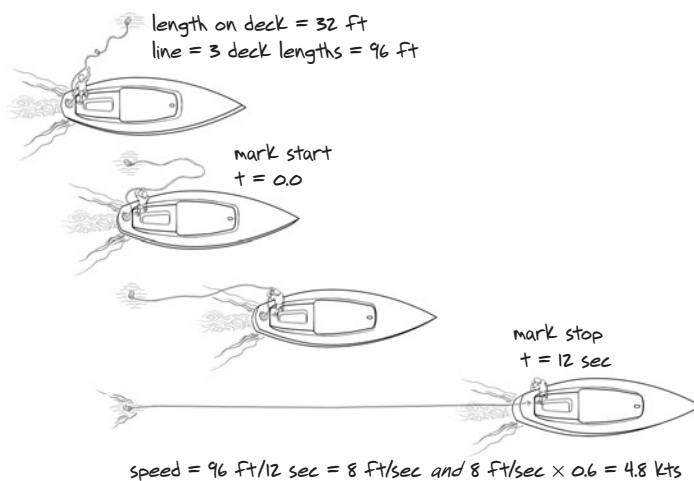 length on deck = 32 ft
line = 3 deck lengths = 96 ft
mark start
t = 0.0
mark stop
t = 12 sec
speed = 96 ft/12 sec = 8 ft/sec and 8 ft/sec × 0.6 = 4.8 kts